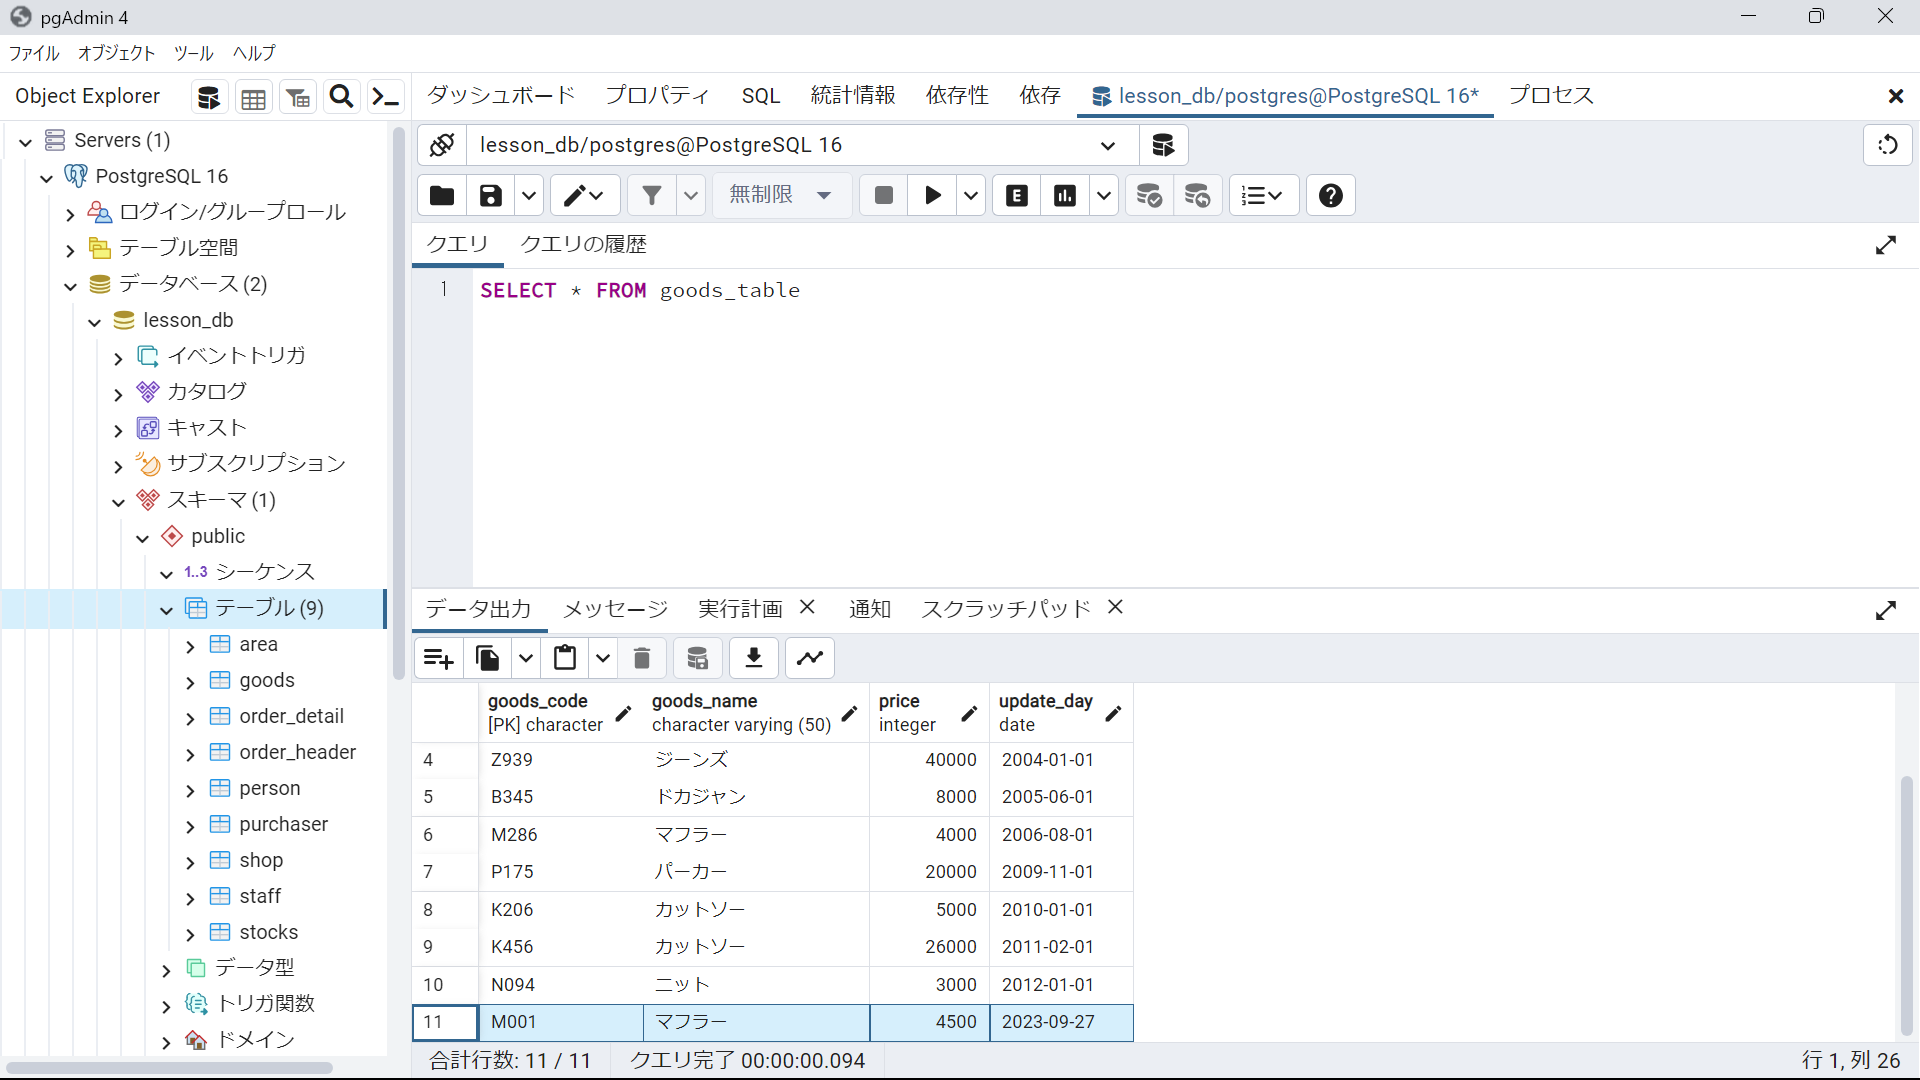 pgAdmin 4
ファイル オブジェクト ツール ヘルプ
Object Explorer
ダッシュボード プロパティ SQL 統計情報 依存性 依存 lesson_db/postgres@PostgreSQL 16* プロセス
Servers (1)
PostgreSQL 16
ログイン/グループロール
テーブル空間
データベース (2)
lesson_db
イベントトリガ
カタログ
キャスト
サブスクリプション
スキーマ (1)
public
1..3 シーケンス
テーブル (9)
area
goods
order_detail
order_header
person
purchaser
shop
staff
stocks
データ型
トリガ関数
ドメイン
lesson_db/postgres@PostgreSQL 16
無制限 E
クエリ クエリの履歴
1 SELECT * FROM goods_table
データ出力 メッセージ 実行計画 通知 スクラッチパッド
goods_code goods_name price update_day
[PK] character character varying (50) integer date
4 Z939 ジーンズ 40000 2004-01-01
5 B345 ドカジャン 8000 2005-06-01
6 M286 マフラー 4000 2006-08-01
7 P175 パーカー 20000 2009-11-01
8 K206 カットソー 5000 2010-01-01
9 K456 カットソー 26000 2011-02-01
10 N094 ニット 3000 2012-01-01
11 M001 マフラー 4500 2023-09-27
合計行数: 11 / 11 クエリ完了 00:00:00.094 行 1, 列 26